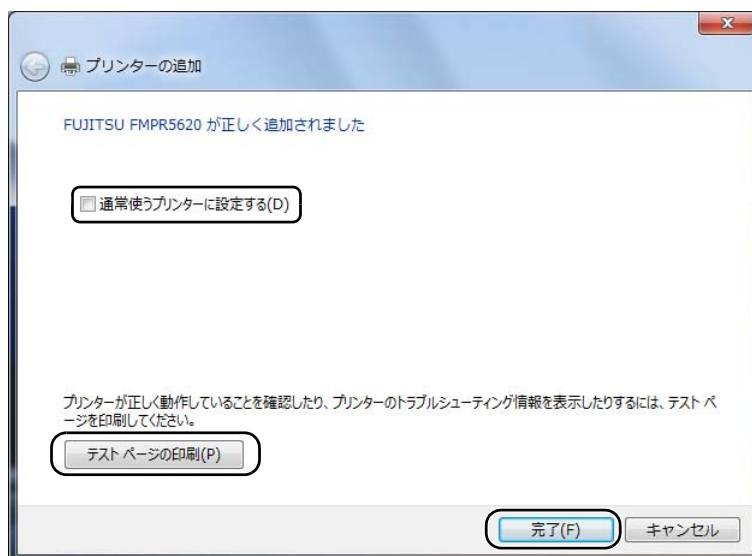 プリンターの追加
FUJITSU FMPR5620 が正しく追加されました
通常使うプリンターに設定する(D)
プリンターが正しく動作していることを確認したり、プリンターのトラブルシューティング情報を表示したりするには、テスト ペ
ージを印刷してください。
テスト ページの印刷(P)
完了(F)
キャンセル